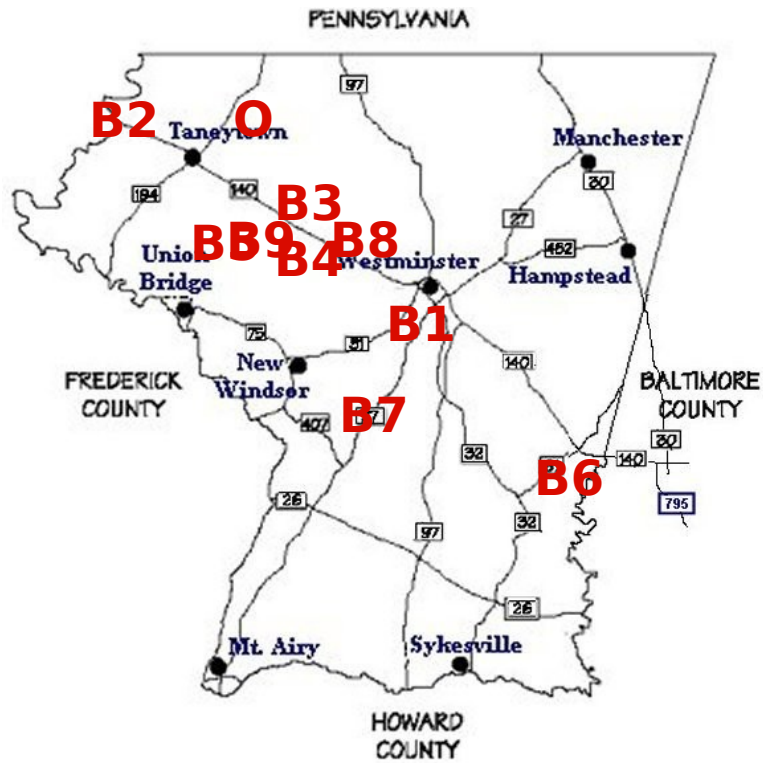 PENNSYLVANIA
97
B2
O
Taneytown
Manchester
30
194
140
B3
27
B8
B9
B4
482
Union
Bridge
Westminster
Hampstead
75
31
B1
New
Windsor
140
FREDERICK
COUNTY
BALTIMORE
COUNTY
407
B7
32
30
140
B6
795
26
97
32
26
Mt. Airy
Sykesville
HOWARD
COUNTY